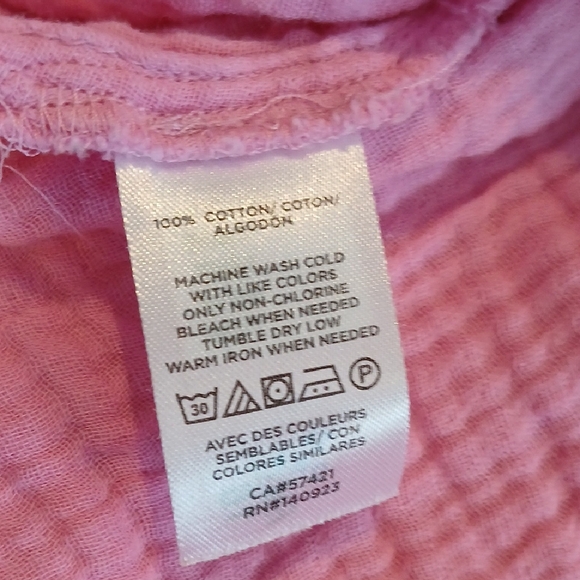 100% COTTON/ COTON/
ALGODON
MACHINE WASH COLD
WITH LIKE COLORS
ONLY NON-CHLORINE
BLEACH WHEN NEEDED
TUMBLE DRY LOW
WARM IRON WHEN NEEDED
30 P
AVEC DES COULEURS
SEMBLABLES/ CON
COLORES SIMILARES
CA#57421
RN#140923